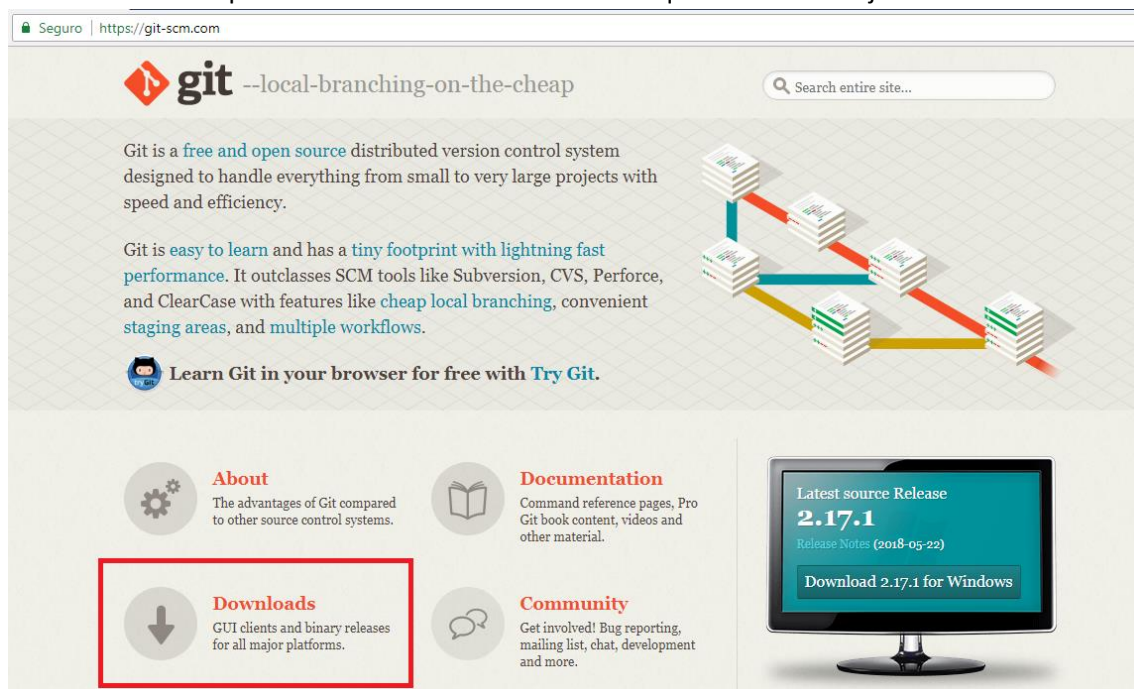 Seguro | https://git-scm.com
git --local-branching-on-the-cheap
Search entire site...
Git is a free and open source distributed version control system
designed to handle everything from small to very large projects with
speed and efficiency.
Git is easy to learn and has a tiny footprint with lightning fast
performance. It outclasses SCM tools like Subversion, CVS, Perforce,
and ClearCase with features like cheap local branching, convenient
staging areas, and multiple workflows.
Learn Git in your browser for free with Try Git.
About
The advantages of Git compared
to other source control systems.
Documentation
Command reference pages, Pro
Git book content, videos and
other material.
Downloads
GUI clients and binary releases
for all major platforms.
Community
Get involved! Bug reporting,
mailing list, chat, development
and more.
Latest source Release
2.17.1
Release Notes (2018-05-22)
Download 2.17.1 for Windows